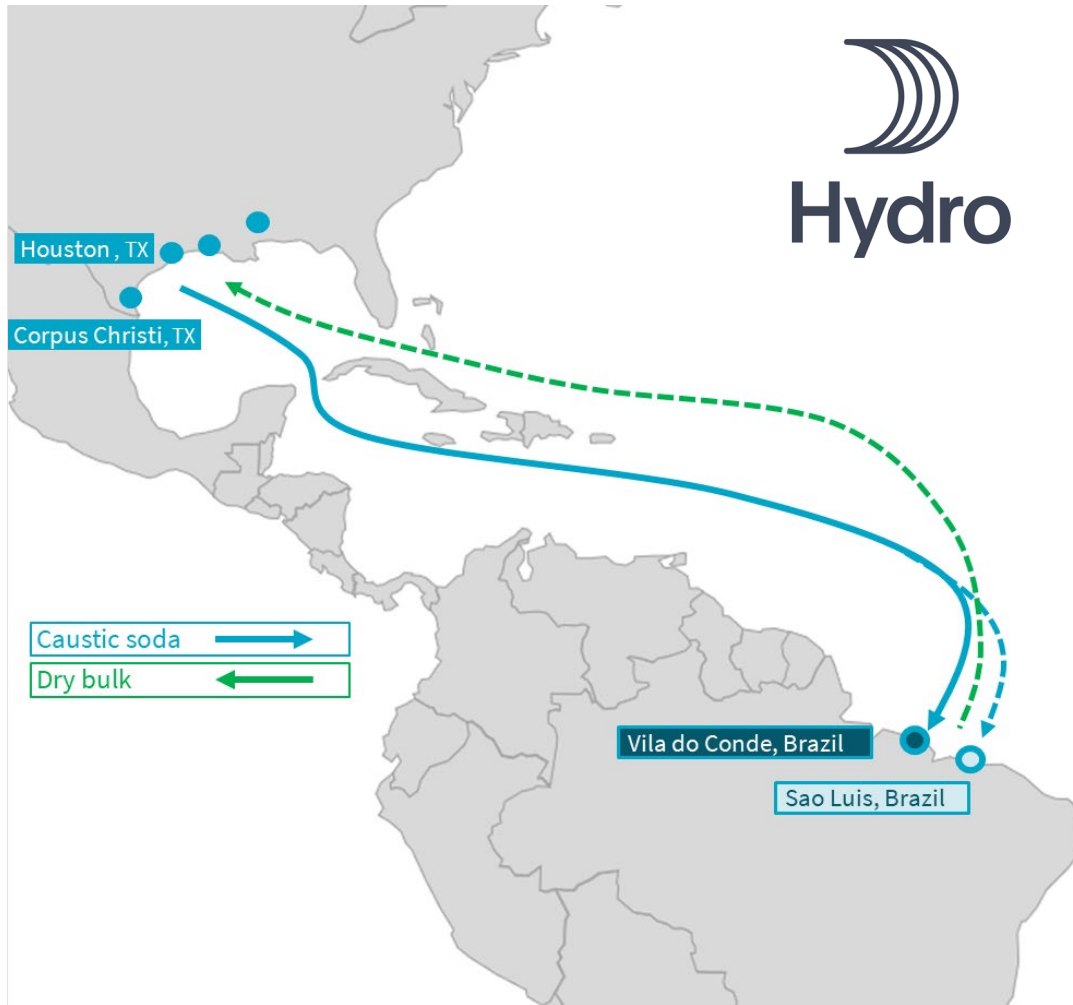 Hydro
Houston , TX
Corpus Christi, TX
Caustic soda
Dry bulk
Vila do Conde, Brazil
Sao Luis, Brazil